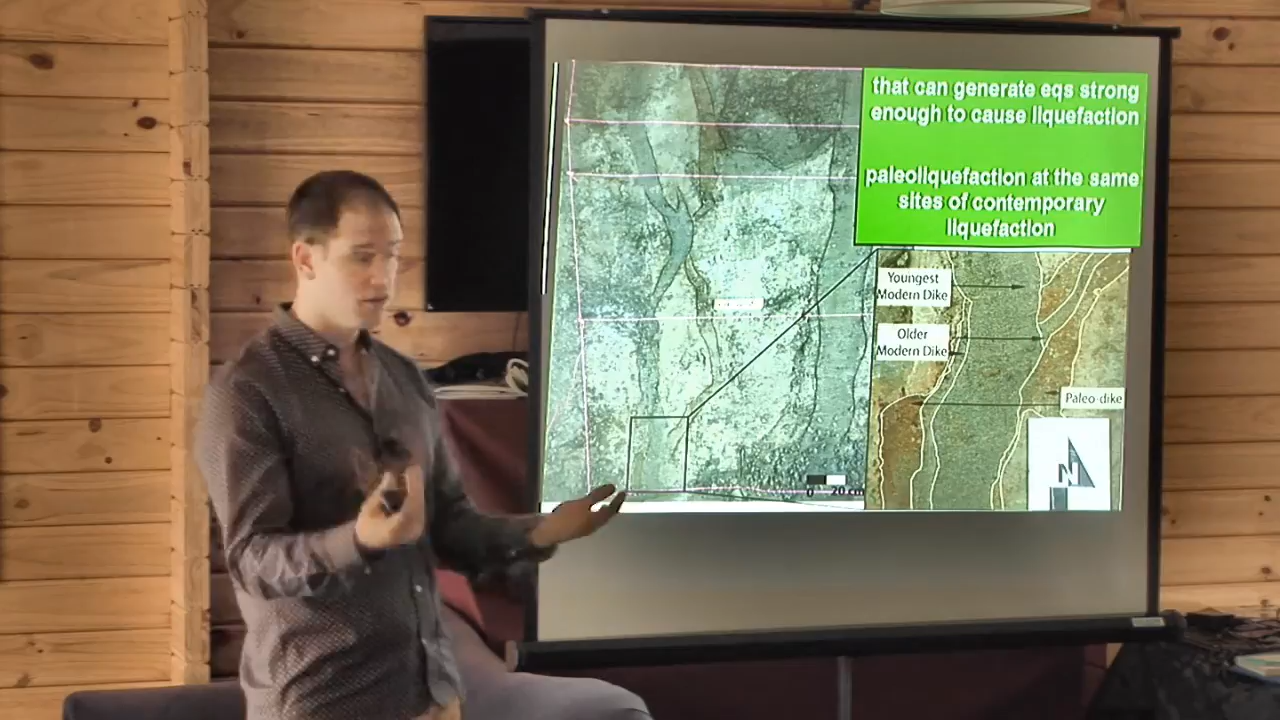 that can generate eqs strong
enough to cause liquefaction
paleoliquefaction at the same
sites of contemporary
liquefaction
Youngest
Modern Dike
Older
Modern Dike
Paleo-dike
N
0 20 cm